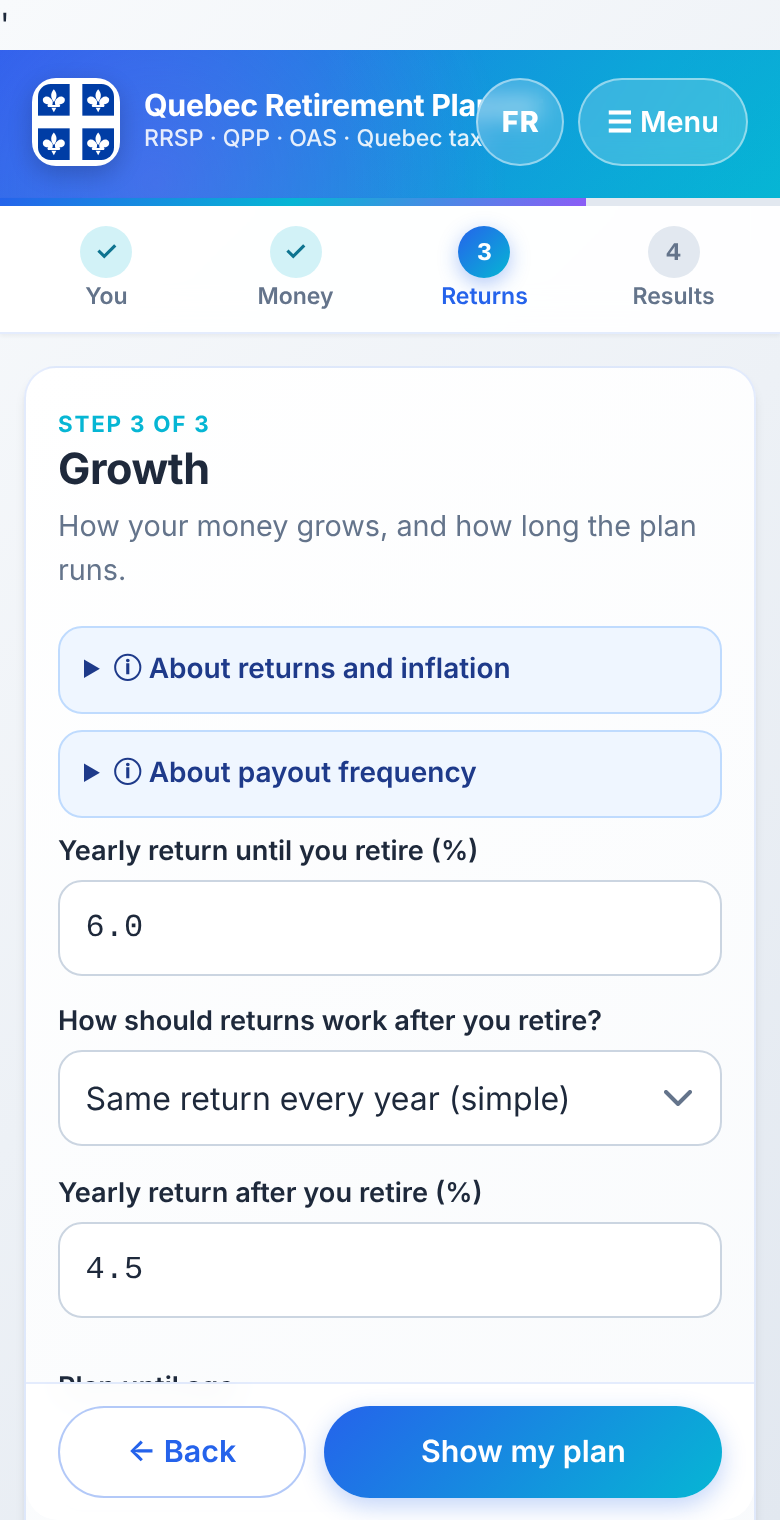 '
Quebec Retirement Pla
RRSP · QPP · OAS · Quebec tax
FR
☰ Menu
✓
✓
3
4
You
Money
Returns
Results
STEP 3 OF 3
Growth
How your money grows, and how long the plan
runs.
▶ ⓘ About returns and inflation
▶ ⓘ About payout frequency
Yearly return until you retire (%)
6.0
How should returns work after you retire?
Same return every year (simple)
Yearly return after you retire (%)
4.5
Plan until age
← Back
Show my plan